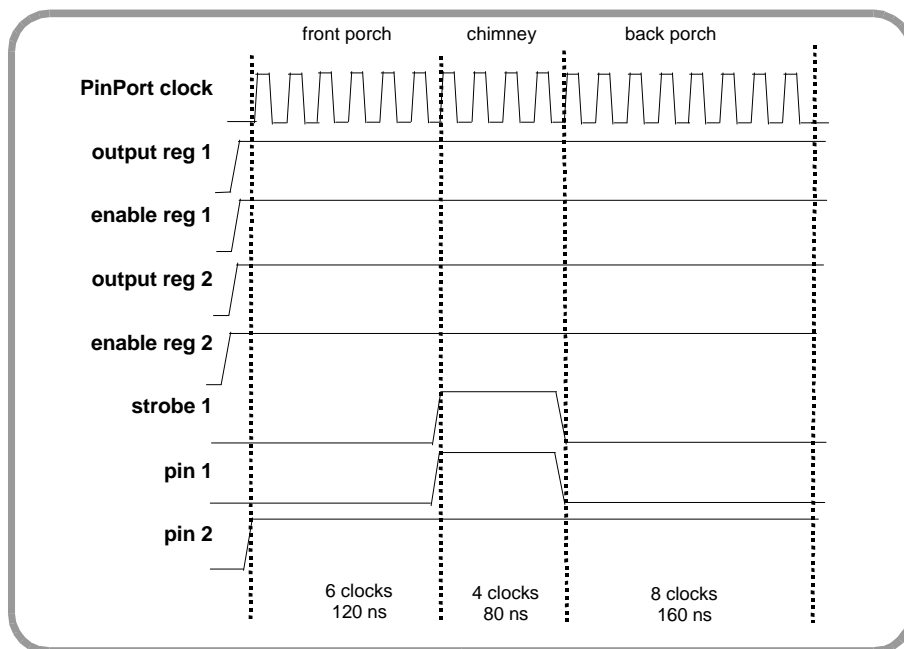 front porch chimney back porch
PinPort clock
output reg 1
enable reg 1
output reg 2
enable reg 2
strobe 1
pin 1
pin 2
6 clocks 4 clocks 8 clocks
120 ns 80 ns 160 ns